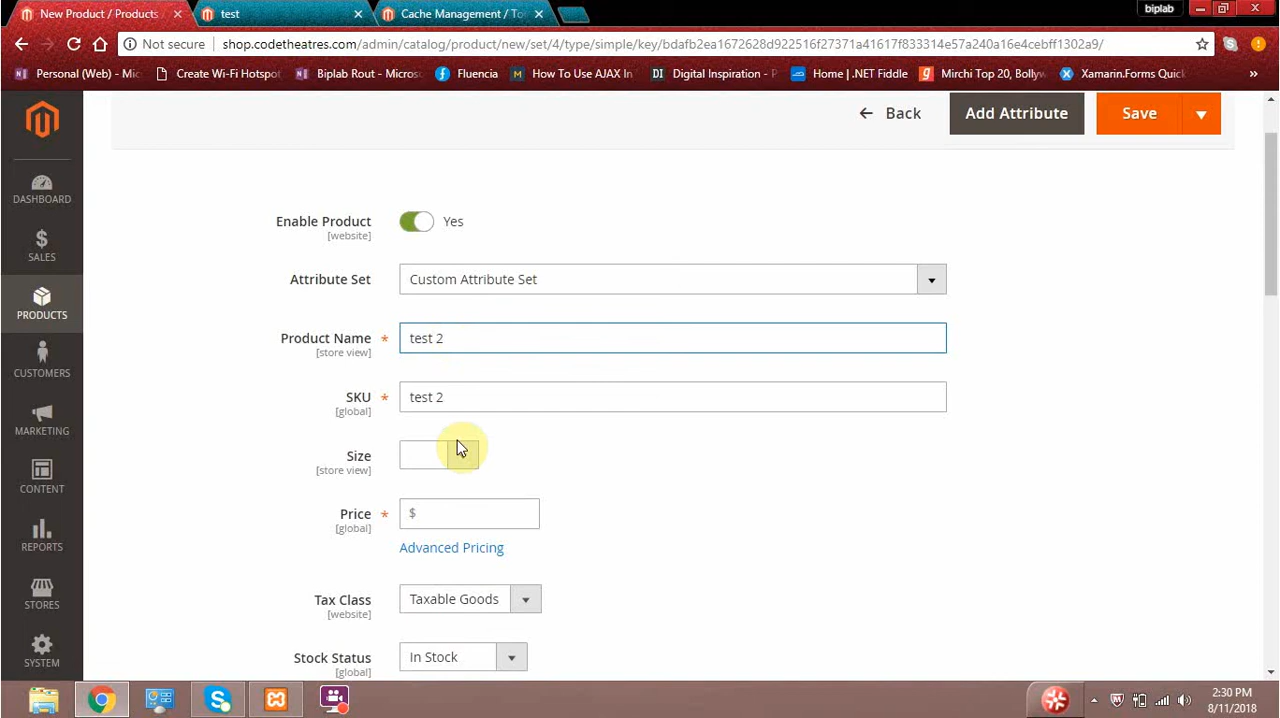 biplab
New Product / Products
test
Cache Management / To
Not secure
shop.codetheatres.com/admin/catalog/product/new/set/4/type/simple/key/bdafb2ea1672628d922516f27371a41617f833314e57a240a16e4cebff1302a9/
Personal (Web) - Mic
Create Wi-Fi Hotspot
Biplab Rout - Micros
Fluencia
How To Use AJAX In
DI Digital Inspiration - P
Home | .NET Fiddle
Mirchi Top 20, Bolly
Xamarin.Forms Quick
»
Back
Add Attribute
Save
DASHBOARD
$
SALES
PRODUCTS
CUSTOMERS
MARKETING
CONTENT
REPORTS
STORES
SYSTEM
Enable Product
[website]
Yes
Attribute Set
Custom Attribute Set
Product Name *
[store view]
test 2
SKU *
[global]
test 2
Size
[store view]
Price *
[global]
$
Advanced Pricing
Tax Class
[website]
Taxable Goods
Stock Status
[global]
In Stock
2:30 PM
8/11/2018